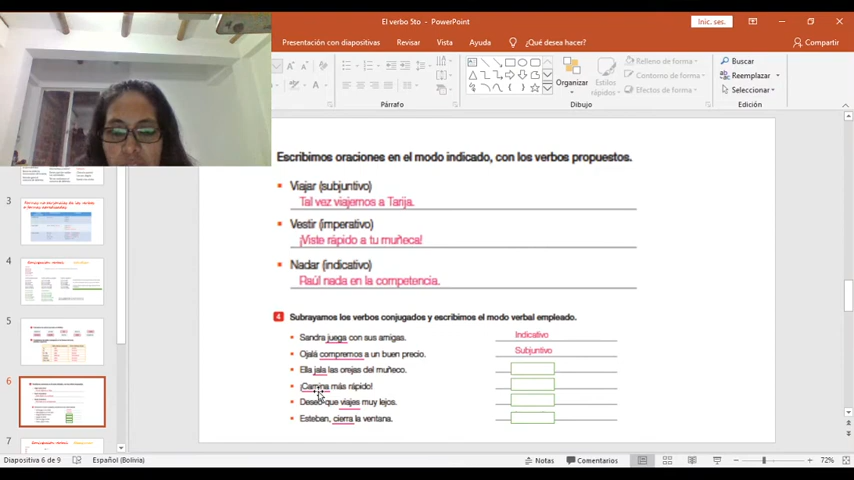 El verbo 5to - PowerPoint
Inic. ses.
Presentación con diapositivas
Revisar
Vista
Ayuda
¿Qué desea hacer?
Compartir
Organizar
Estilos
rápidos
Relleno de forma
Contorno de forma
Efectos de forma
Buscar
Reemplazar
Seleccionar
Párrafo
Dibujo
Edición
Escribimos oraciones en el modo indicado, con los verbos propuestos.
Viajar (subjuntivo)
Tal vez viajemos a Tarija.
Vestir (imperativo)
¡Viste rápido a tu muñeca!
Nadar (indicativo)
Raúl nada en la competencia.
4 Subrayamos los verbos conjugados y escribimos el modo verbal empleado.
Sandra juega con sus amigas. Indicativo
Ojalá compremos a un buen precio. Subjuntivo
Ella jala las orejas del muñeco.
¡Camina más rápido!
Deseo que viajes muy lejos.
Esteban, cierra la ventana.
3
4
5
6
7
Diapositiva 6 de 9
Español (Bolivia)
Notas
Comentarios
72%